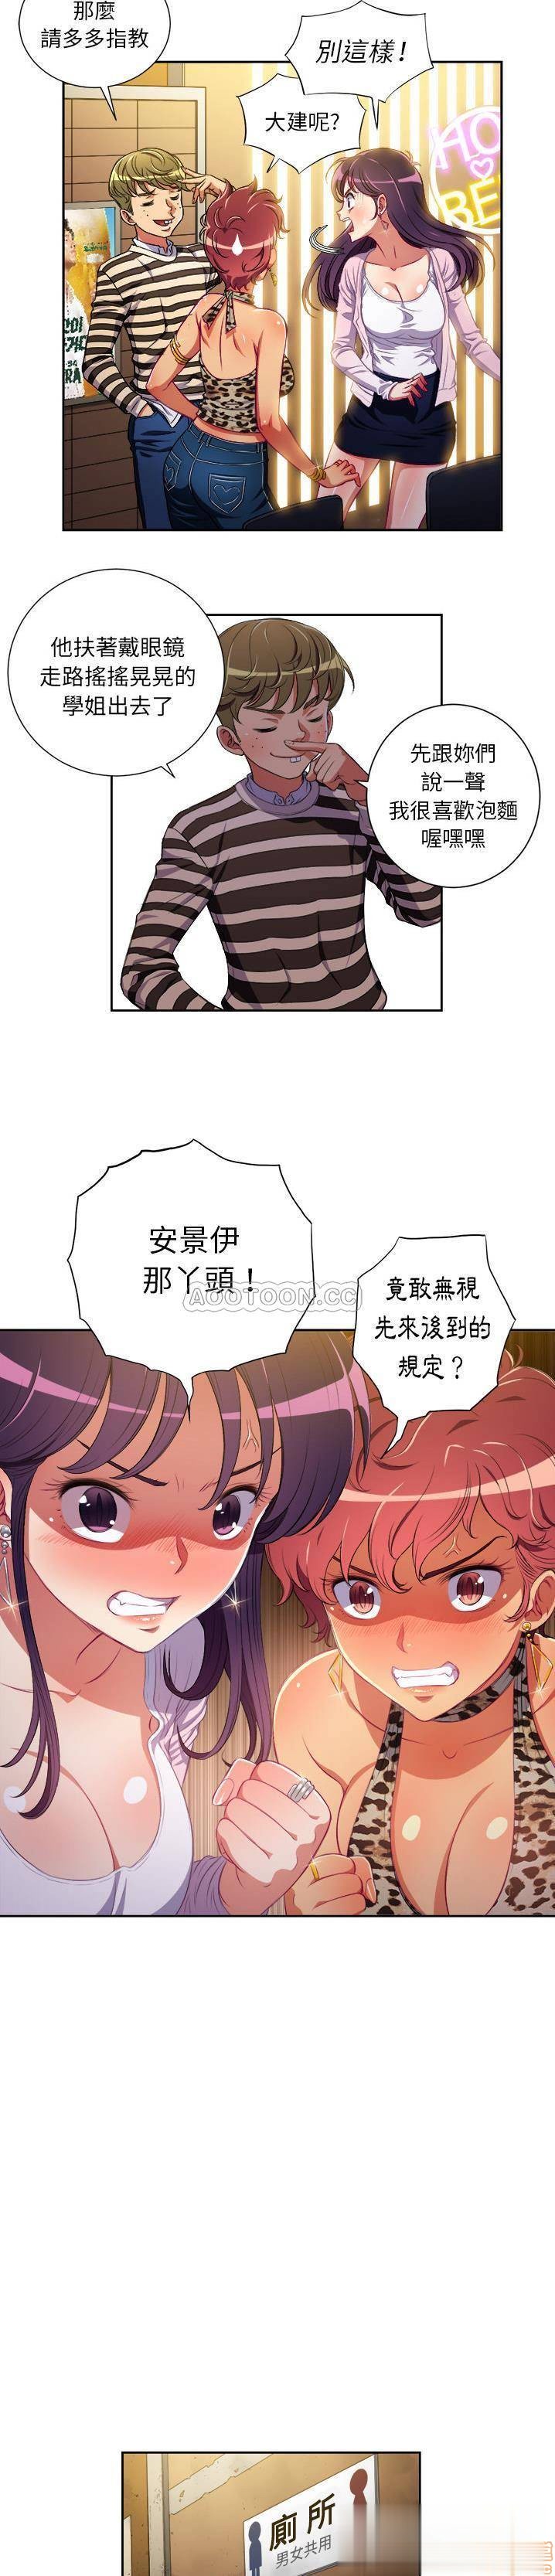 那麼
請多多指教
別這樣！
大建呢?
HO
BE
他扶著戴眼鏡
走路搖搖晃晃的
學姐出去了
先跟妳們
說一聲
我很喜歡泡麵
喔嘿嘿
安景伊
那丫頭！
AOOTOON.CC
竟敢無視
先來後到的
規定？
廁所
男女共用